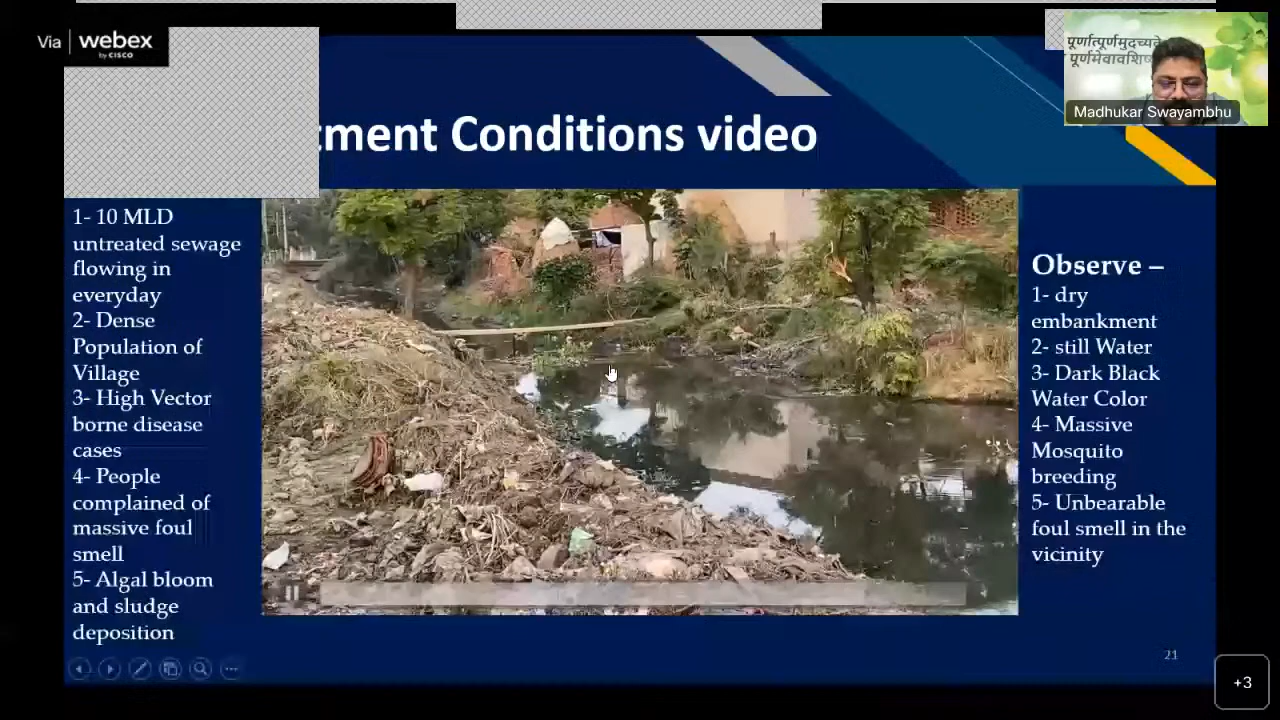 Via webex
by CISCO
tment Conditions video
पूर्णात्पूर्णमुदच्यते
पूर्णमेवावशिष
Madhukar Swayambhu
1- 10 MLD
untreated sewage
flowing in
everyday
2- Dense
Population of
Village
3- High Vector
borne disease
cases
4- People
complained of
massive foul
smell
5- Algal bloom
and sludge
deposition
Observe –
1- dry
embankment
2- still Water
3- Dark Black
Water Color
4- Massive
Mosquito
breeding
5- Unbearable
foul smell in the
vicinity
21
+3